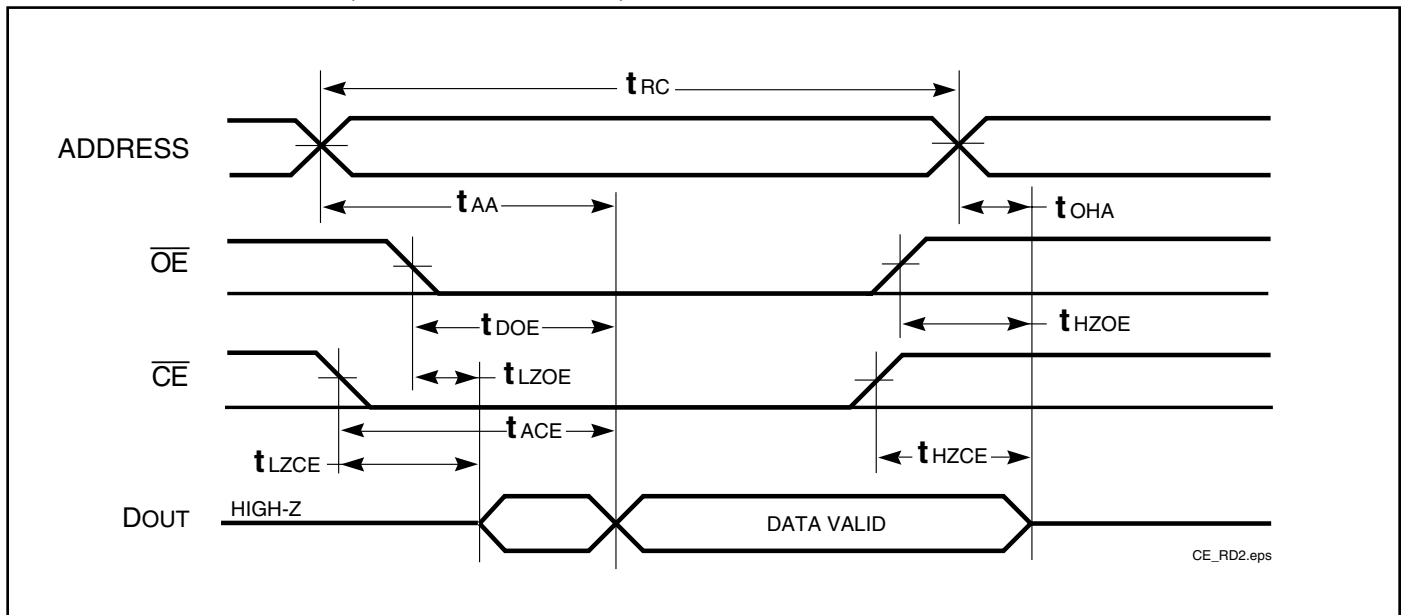 tRC
ADDRESS
tAA
tOHA
OE
tDOE
tHZOE
CE
tLZOE
tACE
tLZCE
tHZCE
DOUT
HIGH-Z
DATA VALID
CE_RD2.eps